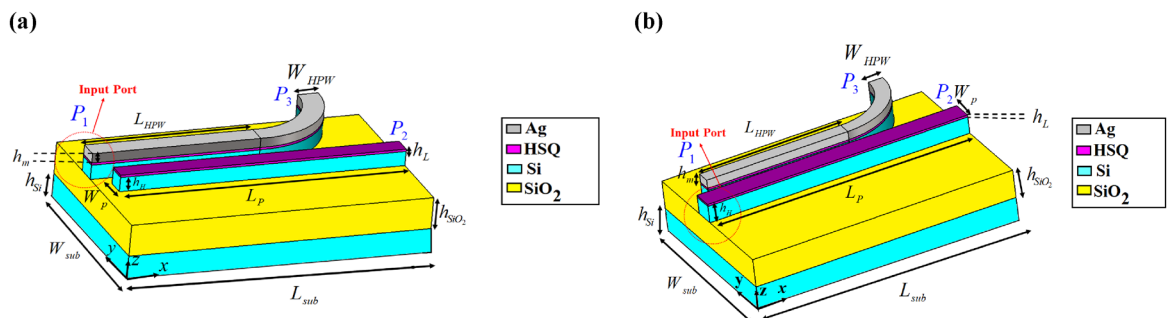 (a)
Input Port
P₁
L_HPW
W_HPW
P₃
P₂
h_m
h_L
h_Si
W_p
h_H
L_P
h_SiO₂
W_sub
y
z
x
L_sub
Ag
HSQ
Si
SiO₂
(b)
W_HPW
P₃
P₂
W_p
h_L
L_HPW
Input Port
P₁
h_m
h_H
L_P
h_Si
h_SiO₂
W_sub
y
z
x
L_sub
Ag
HSQ
Si
SiO₂